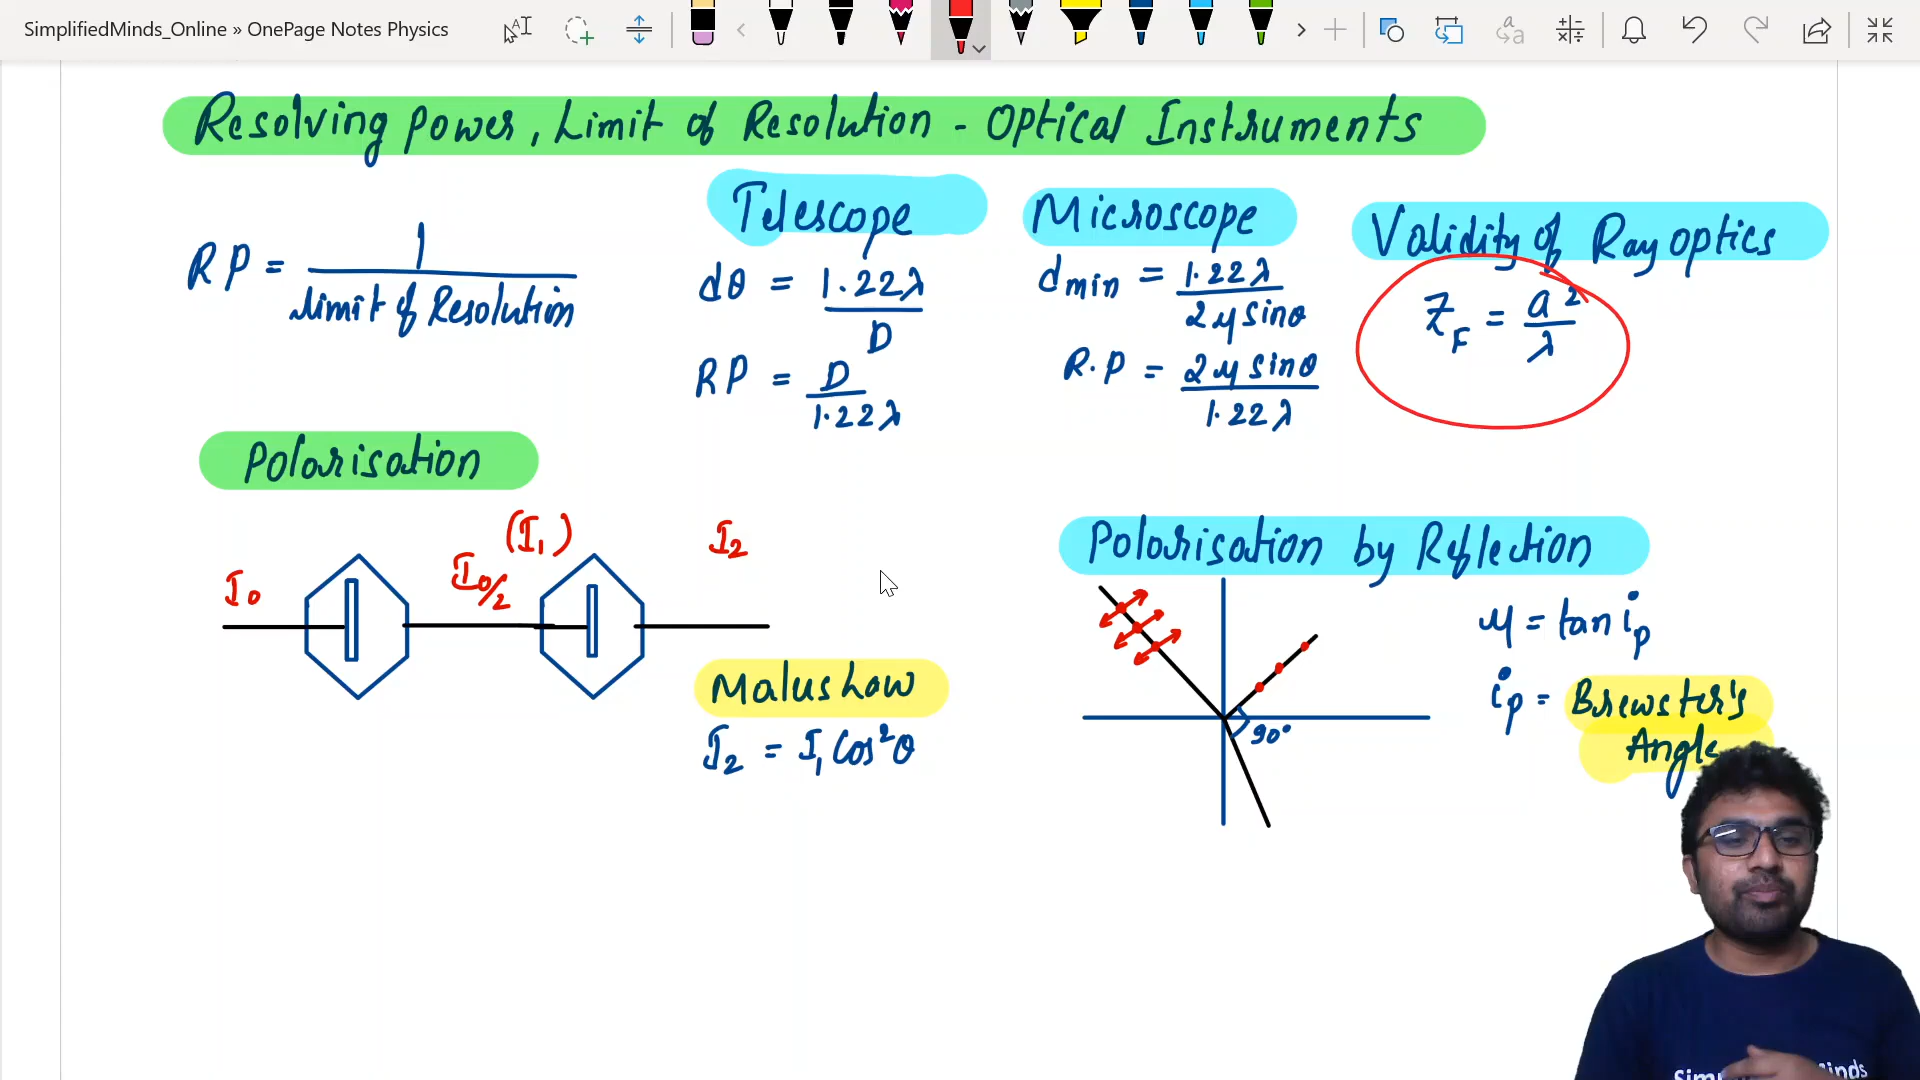 SimplifiedMinds_Online » OnePage Notes Physics
Resolving Power, Limit of Resolution - Optical Instruments
RP = 1 / Limit of Resolution
Telescope
dθ = 1.22λ / D
RP = D / 1.22λ
Microscope
dmin = 1.22λ / 2μ sinθ
R.P = 2μ sinθ / 1.22λ
Validity of Ray optics
Z_F = a² / λ
Polarisation
I₀
I₀/2
(I₁)
I₂
Malus Law
I₂ = I₁ Cos²θ
Polarisation by Reflection
90°
μ = tan i_p
i_p = Brewster's
Angle